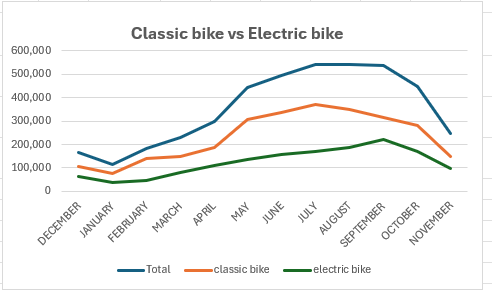 Classic bike vs Electric bike
600,000
500,000
400,000
300,000
200,000
100,000
0
DECEMBER
JANUARY
FEBRUARY
MARCH
APRIL
MAY
JUNE
JULY
AUGUST
SEPTEMBER
OCTOBER
NOVEMBER
Total classic bike electric bike